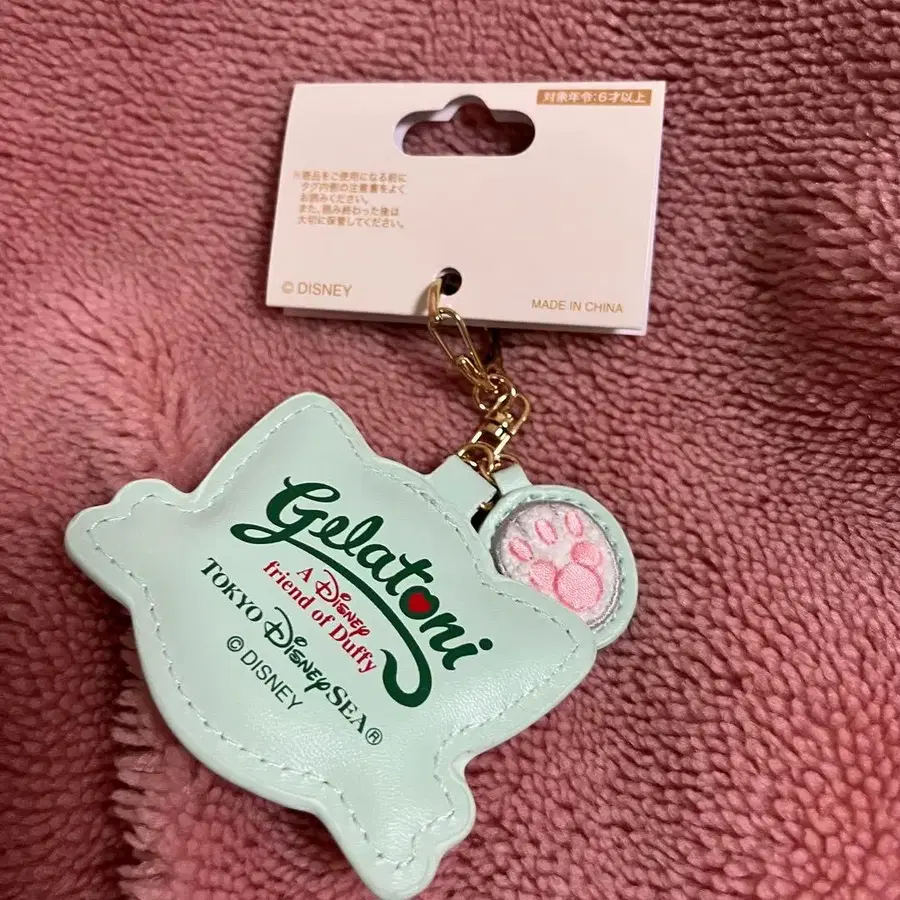 対象年令:6才以上
※商品をご使用になる前に
タグ内側の注意書をよく
お読みください。
また、読み終わった後は
大切に保管してください。
© DISNEY
MADE IN CHINA
Gelatoni
A Disney
friend of Duffy
TOKYO DISNEYSEA®
© DISNEY